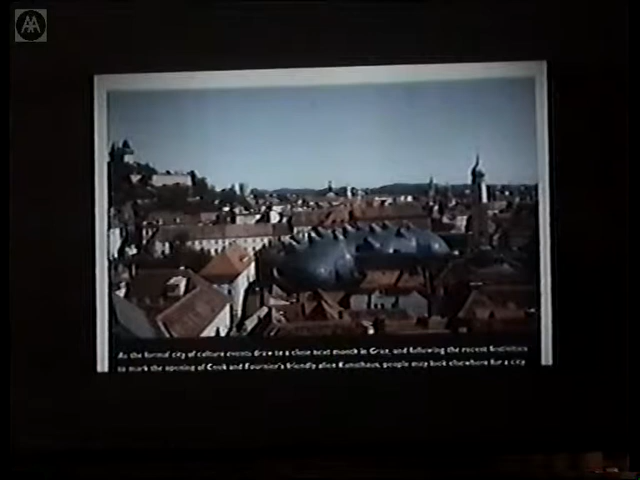 AA
As the formal city of culture events draw to a close next month in Graz, and following the recent festivities
to mark the opening of Cook and Fournier's friendly alien Kunsthaus, people may look elsewhere for a city